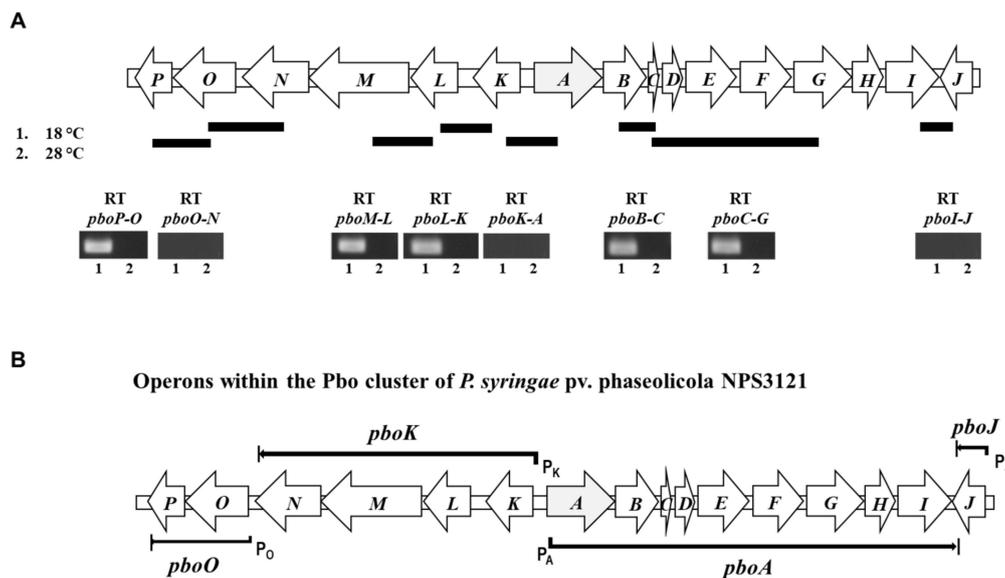 A
P O N M L K A B C D E F G H I J
1. 18 °C
2. 28 °C
RT RT RT RT RT RT RT RT
pboP-O pboO-N pboM-L pboL-K pboK-A pboB-C pboC-G pboI-J
1 2 1 2 1 2 1 2 1 2 1 2 1 2 1 2
B
Operons within the Pbo cluster of P. syringae pv. phaseolicola NPS3121
pboK pboJ
PK P
P O N M L K A B C D E F G H I J
pboO PO PA pboA